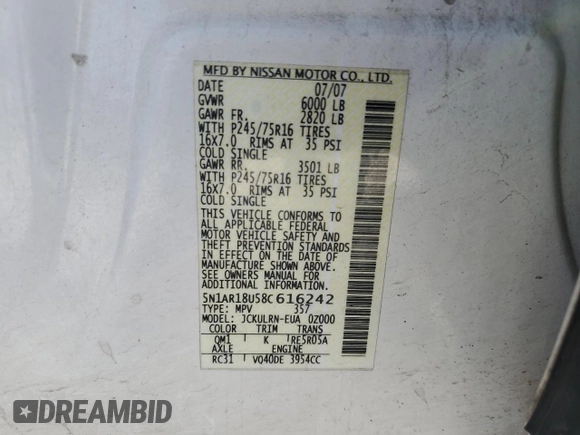 MFD BY NISSAN MOTOR CO., LTD.
DATE 07/07
GVWR 6000 LB
GAWR FR. 2820 LB
WITH P245/75R16 TIRES
16X7.0 RIMS AT 35 PSI
COLD SINGLE
GAWR RR. 3501 LB
WITH P245/75R16 TIRES
16X7.0 RIMS AT 35 PSI
COLD SINGLE
THIS VEHICLE CONFORMS TO
ALL APPLICABLE FEDERAL
MOTOR VEHICLE SAFETY AND
THEFT PREVENTION STANDARDS
IN EFFECT ON THE DATE OF
MANUFACTURE SHOWN ABOVE.
SEE OWNERS MANUAL FOR
ADDITIONAL INFORMATION.
5N1AR18U58C616242
TYPE: MPV 357
MODEL: JCKULRN-EUA 0Z000
COLOR TRIM TRANS
QM1 K RE5R05A
AXLE ENGINE
RC31 VQ40DE 3954CC
DREAMBID